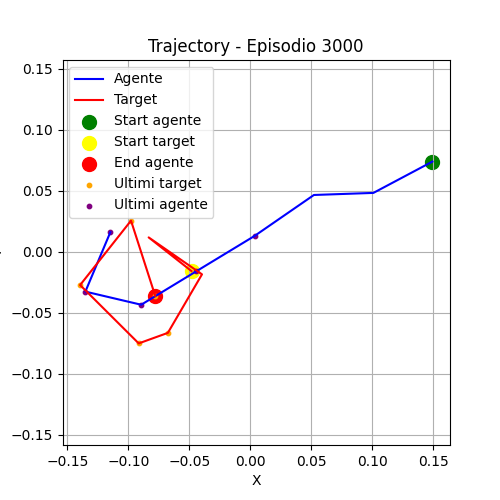 Trajectory - Episodio 3000
0.15
0.10
0.05
0.00
−0.05
−0.10
−0.15
Agente
Target
Start agente
Start target
End agente
Ultimi target
Ultimi agente
−0.15 −0.10 −0.05 0.00 0.05 0.10 0.15
X